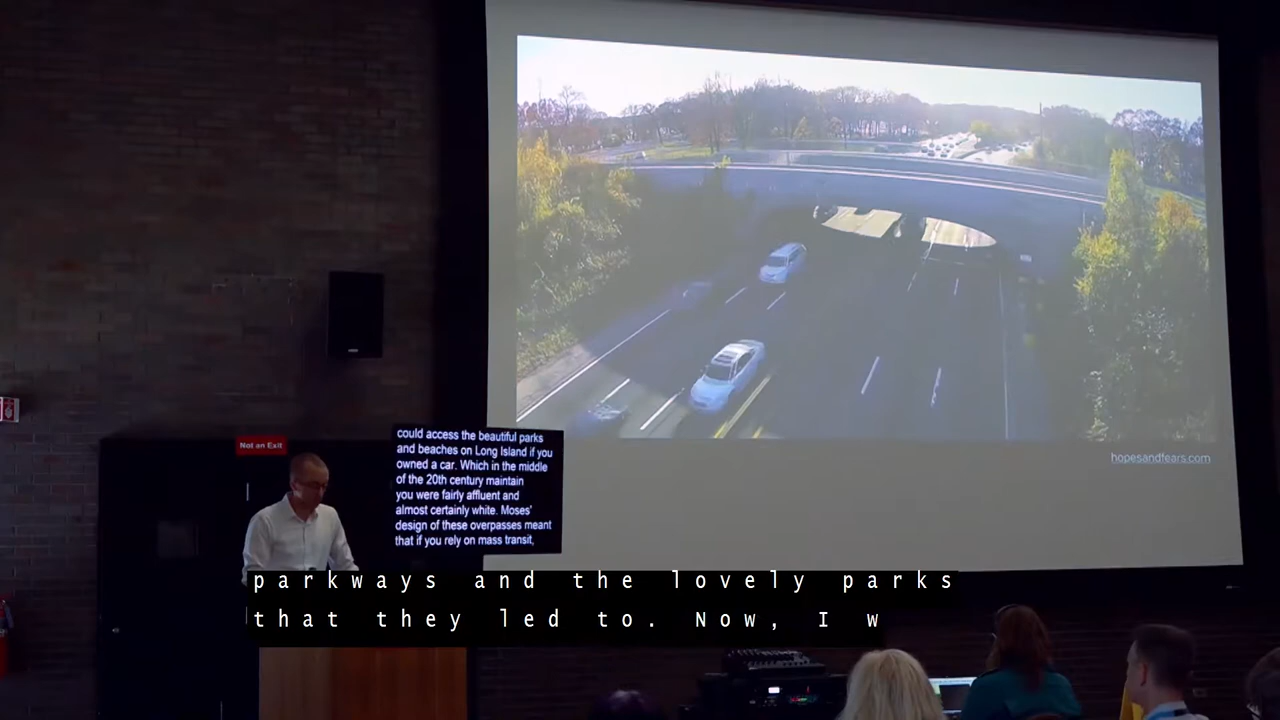 hopesandfears.com
Not an Exit
could access the beautiful parks
and beaches on Long Island if you
owned a car. Which in the middle
of the 20th century maintain
you were fairly affluent and
almost certainly white. Moses'
design of these overpasses meant
that if you rely on mass transit,
parkways and the lovely parks
that they led to. Now, I w